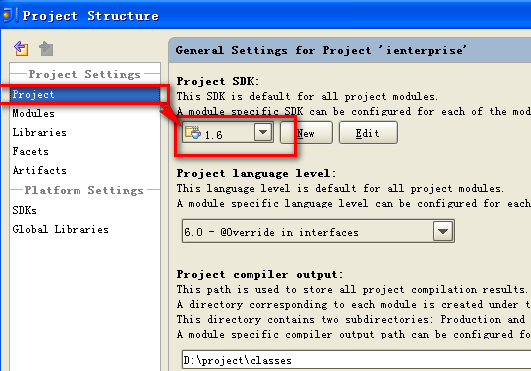 Project Structure
Project Settings
Project
Modules
Libraries
Facets
Artifacts
Platform Settings
SDKs
Global Libraries
General Settings for Project 'ienterprise'
Project SDK:
This SDK is default for all project modules.
A module specific SDK can be configured for each of the mod
1.6
New
Edit
Project language level:
This language level is default for all project modules.
A module specific language level can be configured for each
6.0 - @Override in interfaces
Project compiler output:
This path is used to store all project compilation results.
A directory corresponding to each module is created under t
This directory contains two subdirectories: Production and
A module specific compiler output path can be configured fo
D:\project\classes